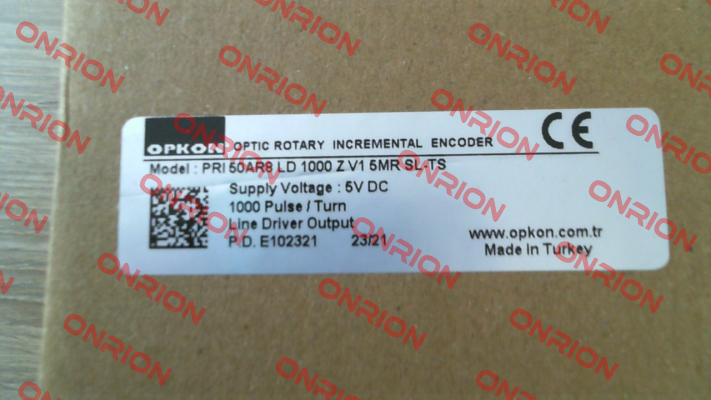 OPKON OPTIC ROTARY INCREMENTAL ENCODER CE
Model : PRI 50AR8 LD 1000 Z V1 5MR SL-TS
Supply Voltage : 5V DC
1000 Pulse / Turn
Line Driver Output
P.D. E102321 23/21
www.opkon.com.tr
Made In Turkey
ONRION